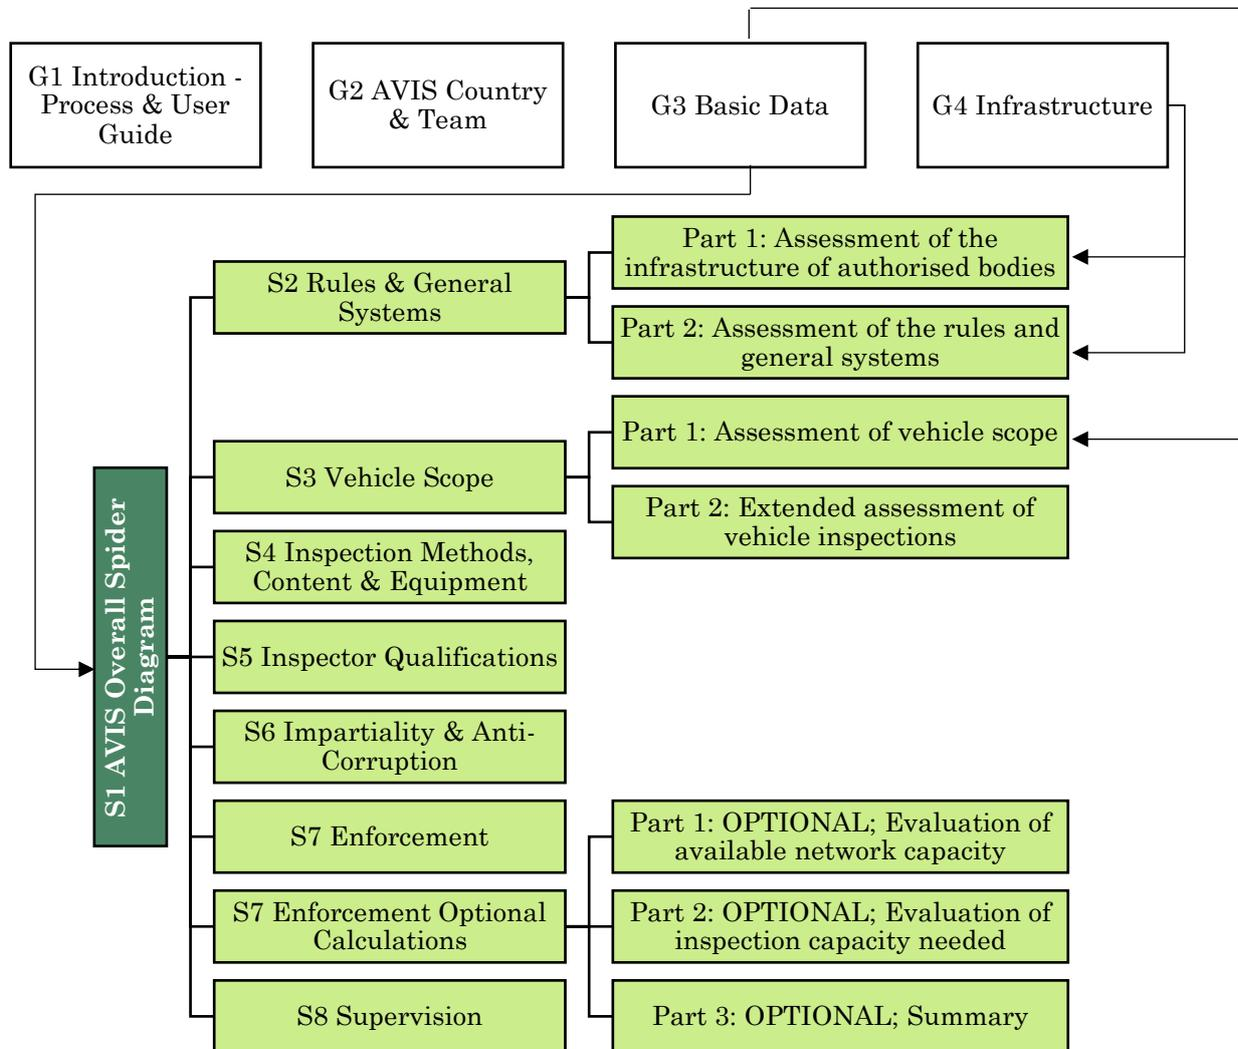 G1 Introduction -
Process & User
Guide
G2 AVIS Country
& Team
G3 Basic Data
G4 Infrastructure
S1 AVIS Overall Spider
Diagram
S2 Rules & General
Systems
Part 1: Assessment of the
infrastructure of authorised bodies
Part 2: Assessment of the rules and
general systems
S3 Vehicle Scope
Part 1: Assessment of vehicle scope
Part 2: Extended assessment of
vehicle inspections
S4 Inspection Methods,
Content & Equipment
S5 Inspector Qualifications
S6 Impartiality & Anti-
Corruption
S7 Enforcement
S7 Enforcement Optional
Calculations
Part 1: OPTIONAL; Evaluation of
available network capacity
Part 2: OPTIONAL; Evaluation of
inspection capacity needed
Part 3: OPTIONAL; Summary
S8 Supervision